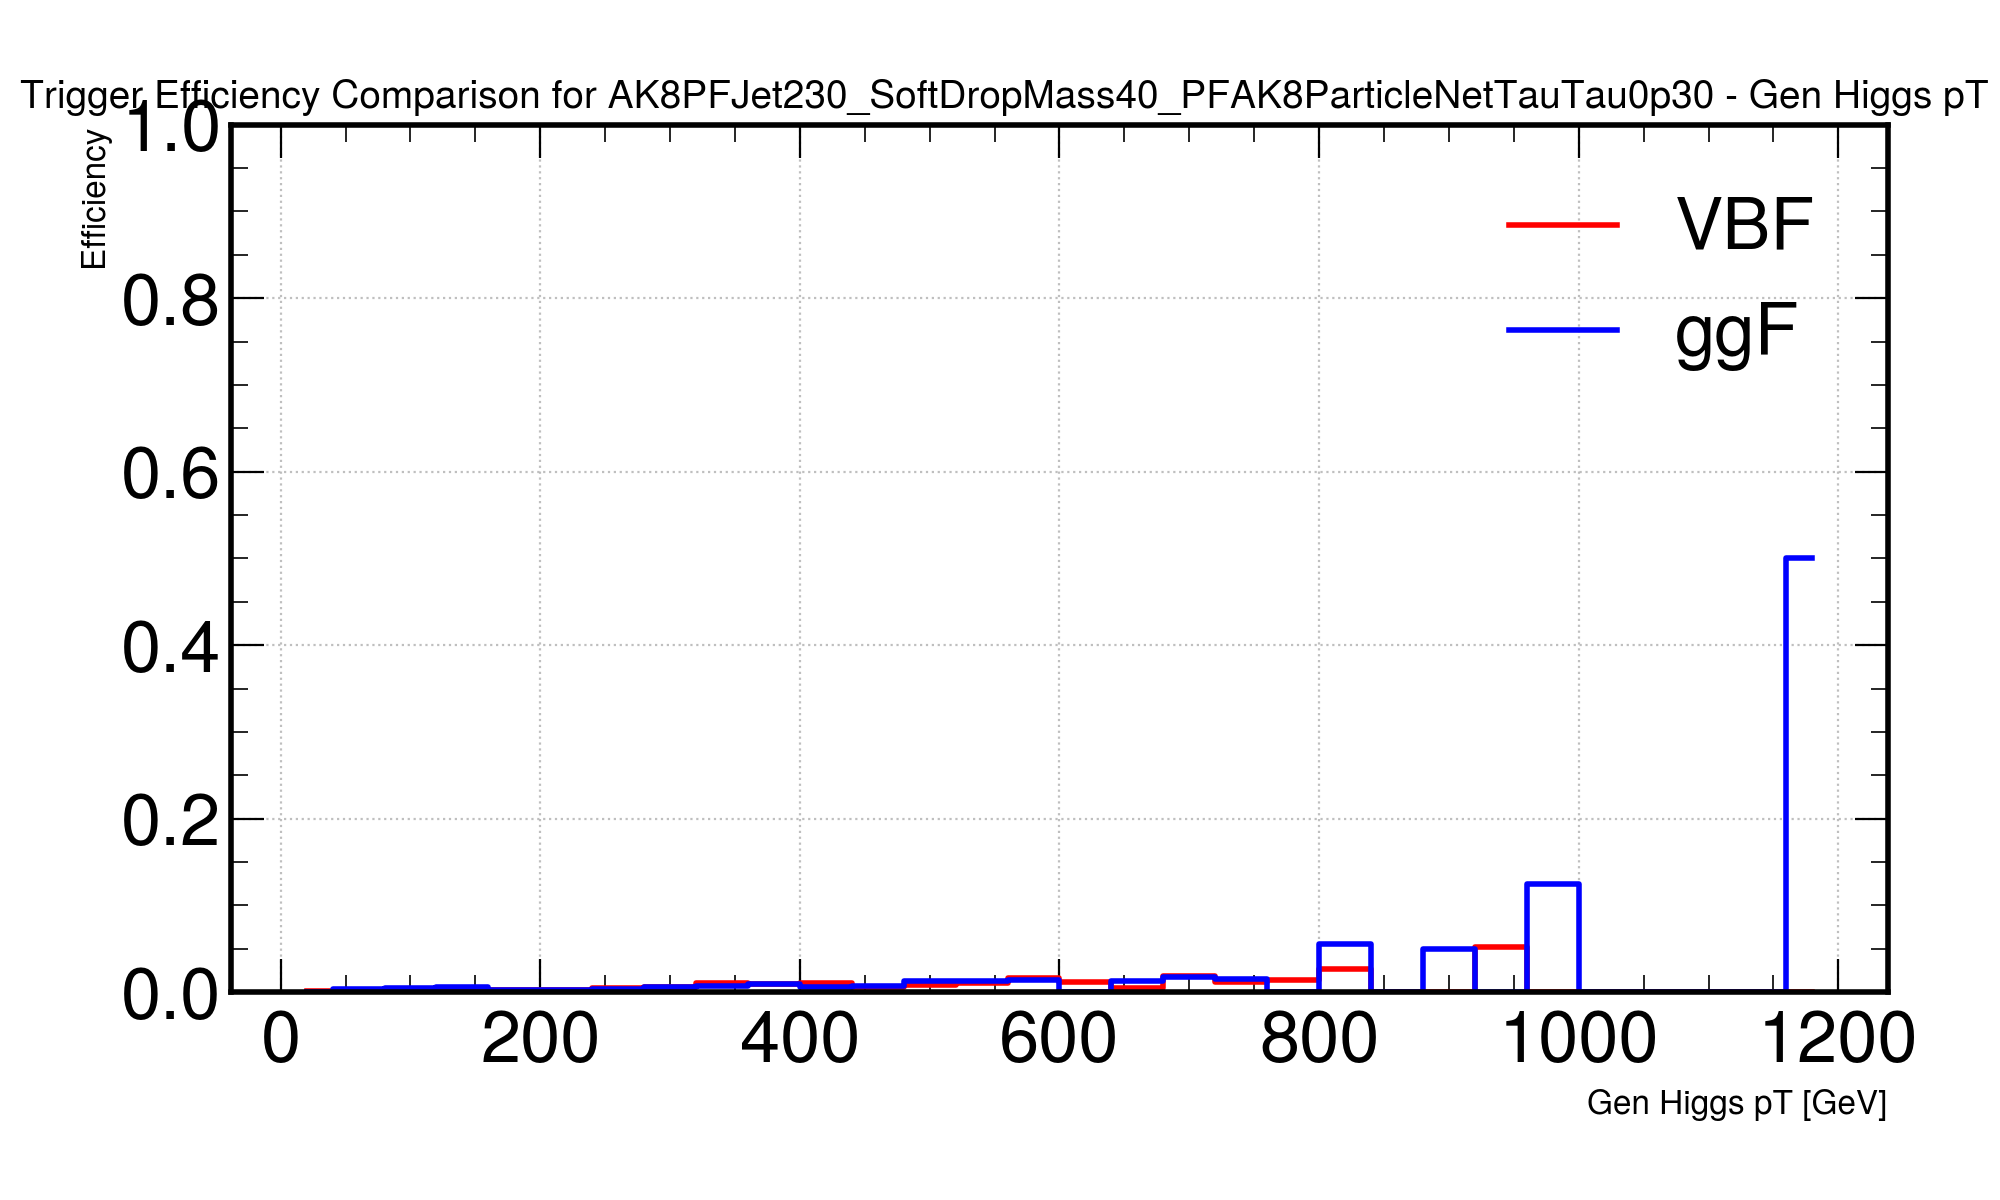 Trigger Efficiency Comparison for AK8PFJet230_SoftDropMass40_PFAK8ParticleNetTauTau0p30 - Gen Higgs pT
Efficiency
1.0
0.8
0.6
0.4
0.2
0.0
VBF
ggF
0 200 400 600 800 1000 1200
Gen Higgs pT [GeV]